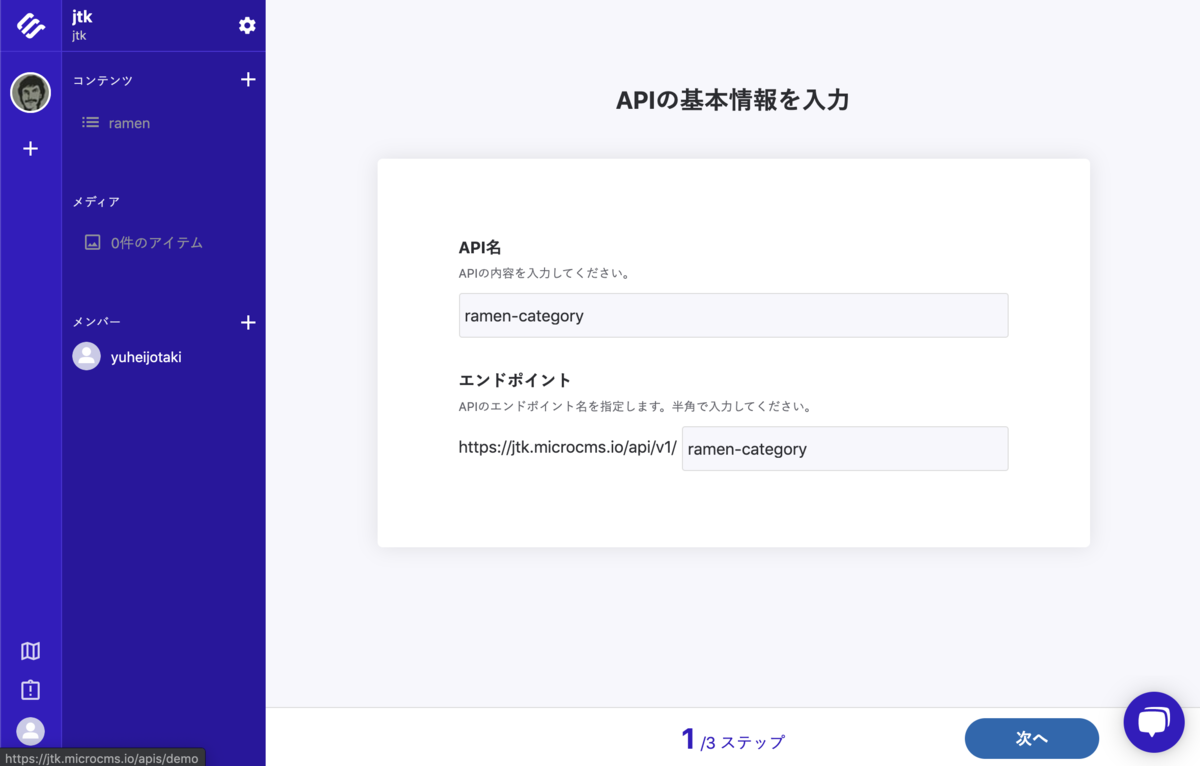 jtk
jtk
コンテンツ
ramen
メディア
0件のアイテム
メンバー
yuheijotaki
https://jtk.microcms.io/apis/demo
APIの基本情報を入力
API名
APIの内容を入力してください。
ramen-category
エンドポイント
APIのエンドポイント名を指定します。半角で入力してください。
https://jtk.microcms.io/api/v1/ ramen-category
1 /3 ステップ
次へ